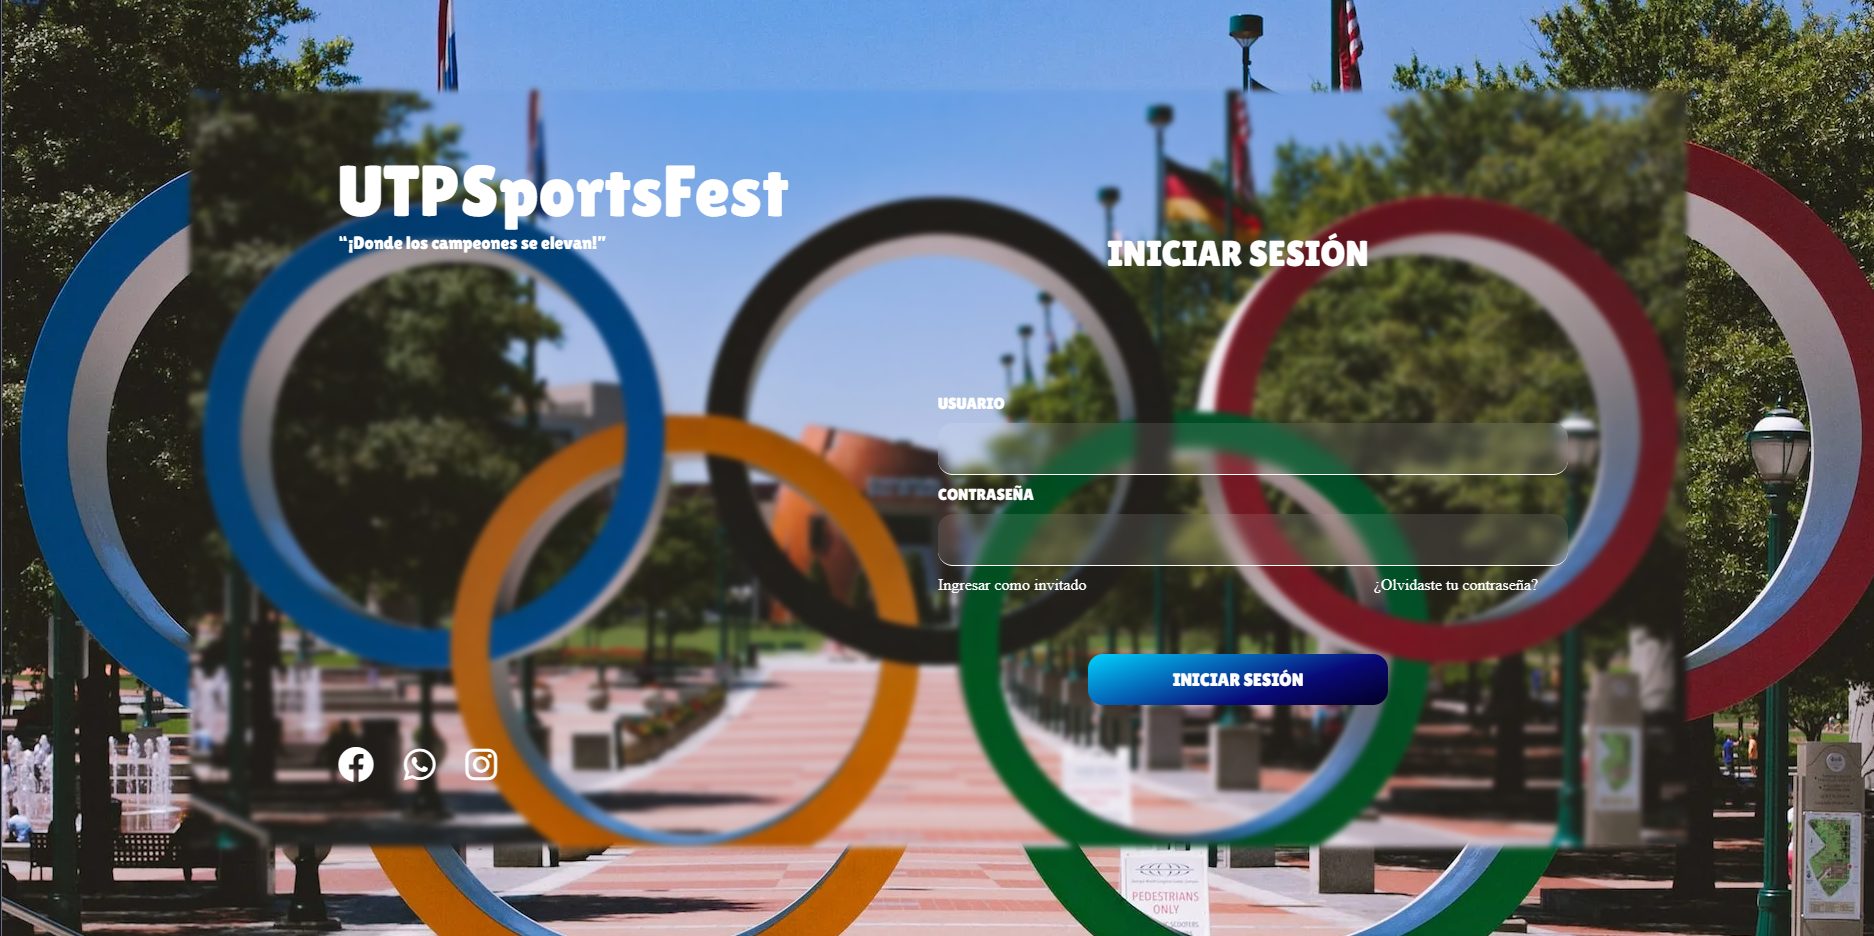 UTPSportsFest
“¡Donde los campeones se elevan!”
INICIAR SESIÓN
USUARIO
CONTRASEÑA
Ingresar como invitado
¿Olvidaste tu contraseña?
INICIAR SESIÓN
PEDESTRIANS
ONLY
SCOOTERS